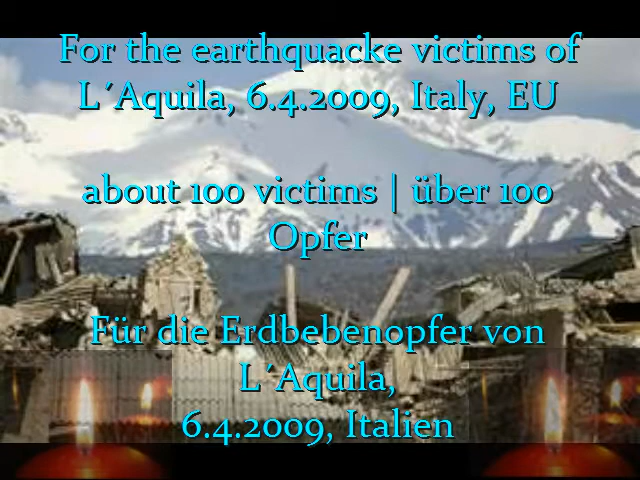 For the earthquacke victims of
L´Aquila, 6.4.2009, Italy, EU
about 100 victims | über 100
Opfer
Für die Erdbebenopfer von
L´Aquila,
6.4.2009, Italien